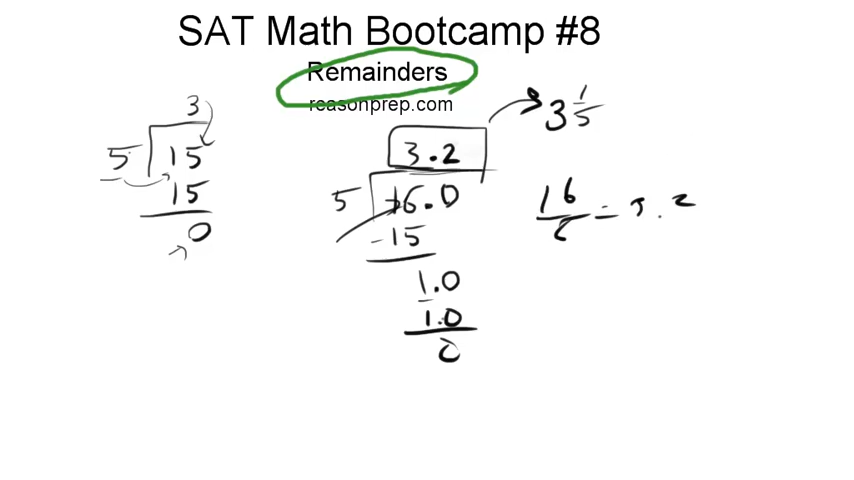 SAT Math Bootcamp #8
Remainders
reasonprep.com
3
5 15
15
0
3.2
5 16.0
-15
1.0
1.0
0
3 1/5
16/5 = 3.2